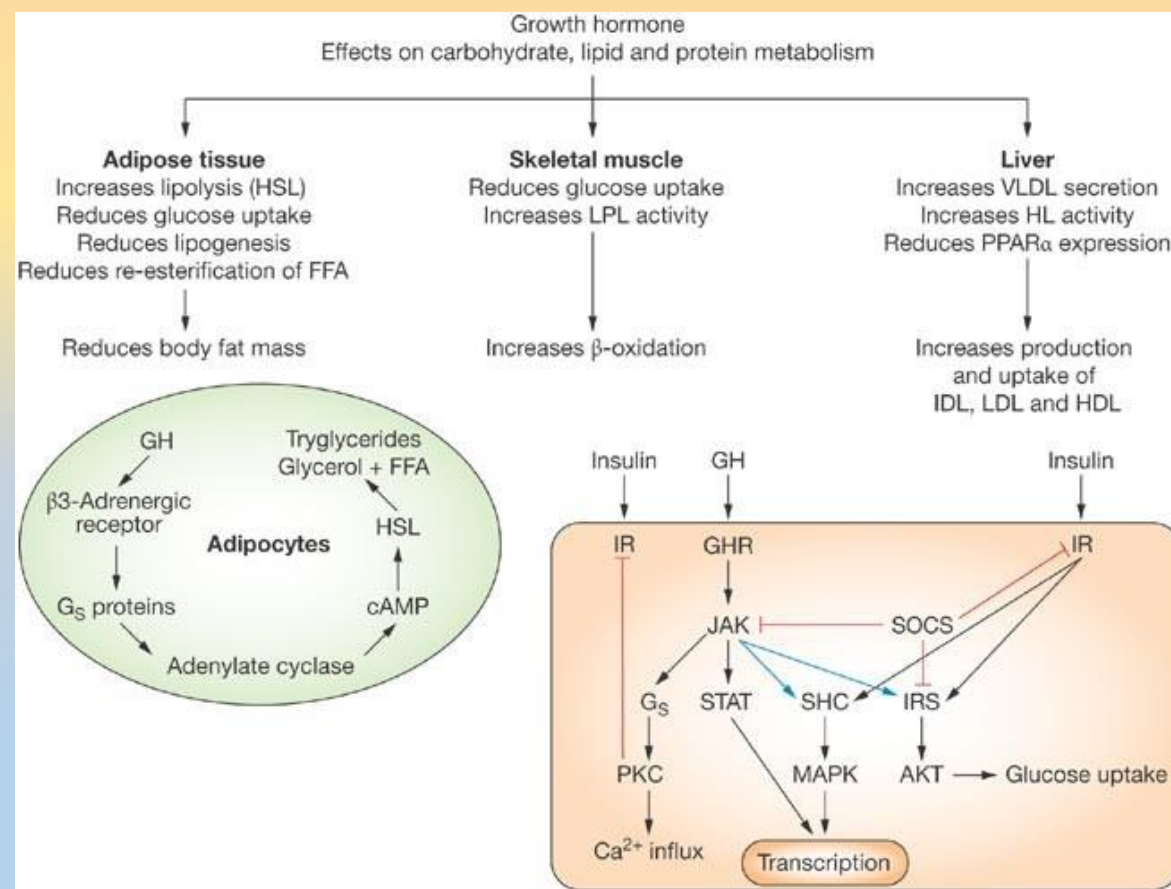 Growth hormone
Effects on carbohydrate, lipid and protein metabolism
Adipose tissue
Increases lipolysis (HSL)
Reduces glucose uptake
Reduces lipogenesis
Reduces re-esterification of FFA
Reduces body fat mass
Skeletal muscle
Reduces glucose uptake
Increases LPL activity
Increases β-oxidation
Liver
Increases VLDL secretion
Increases HL activity
Reduces PPARα expression
Increases production
and uptake of
IDL, LDL and HDL
GH
β3-Adrenergic
receptor
GS proteins
Adenylate cyclase
cAMP
HSL
Tryglycerides
Glycerol + FFA
Adipocytes
Insulin
GH
Insulin
IR
GHR
IR
JAK
SOCS
GS
STAT
SHC
IRS
PKC
MAPK
AKT
Glucose uptake
Ca2+ influx
Transcription